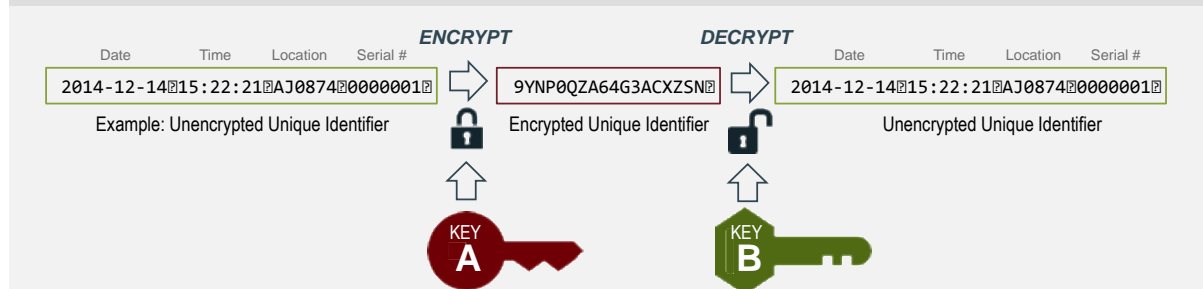 ENCRYPT DECRYPT
Date Time Location Serial # Date Time Location Serial #
2014-12-14⍰15:22:21⍰AJ0874⍰0000001⍰ 9YNP0QZA64G3ACXZSN⍰ 2014-12-14⍰15:22:21⍰AJ0874⍰0000001⍰
Example: Unencrypted Unique Identifier Encrypted Unique Identifier Unencrypted Unique Identifier
KEY KEY
A B